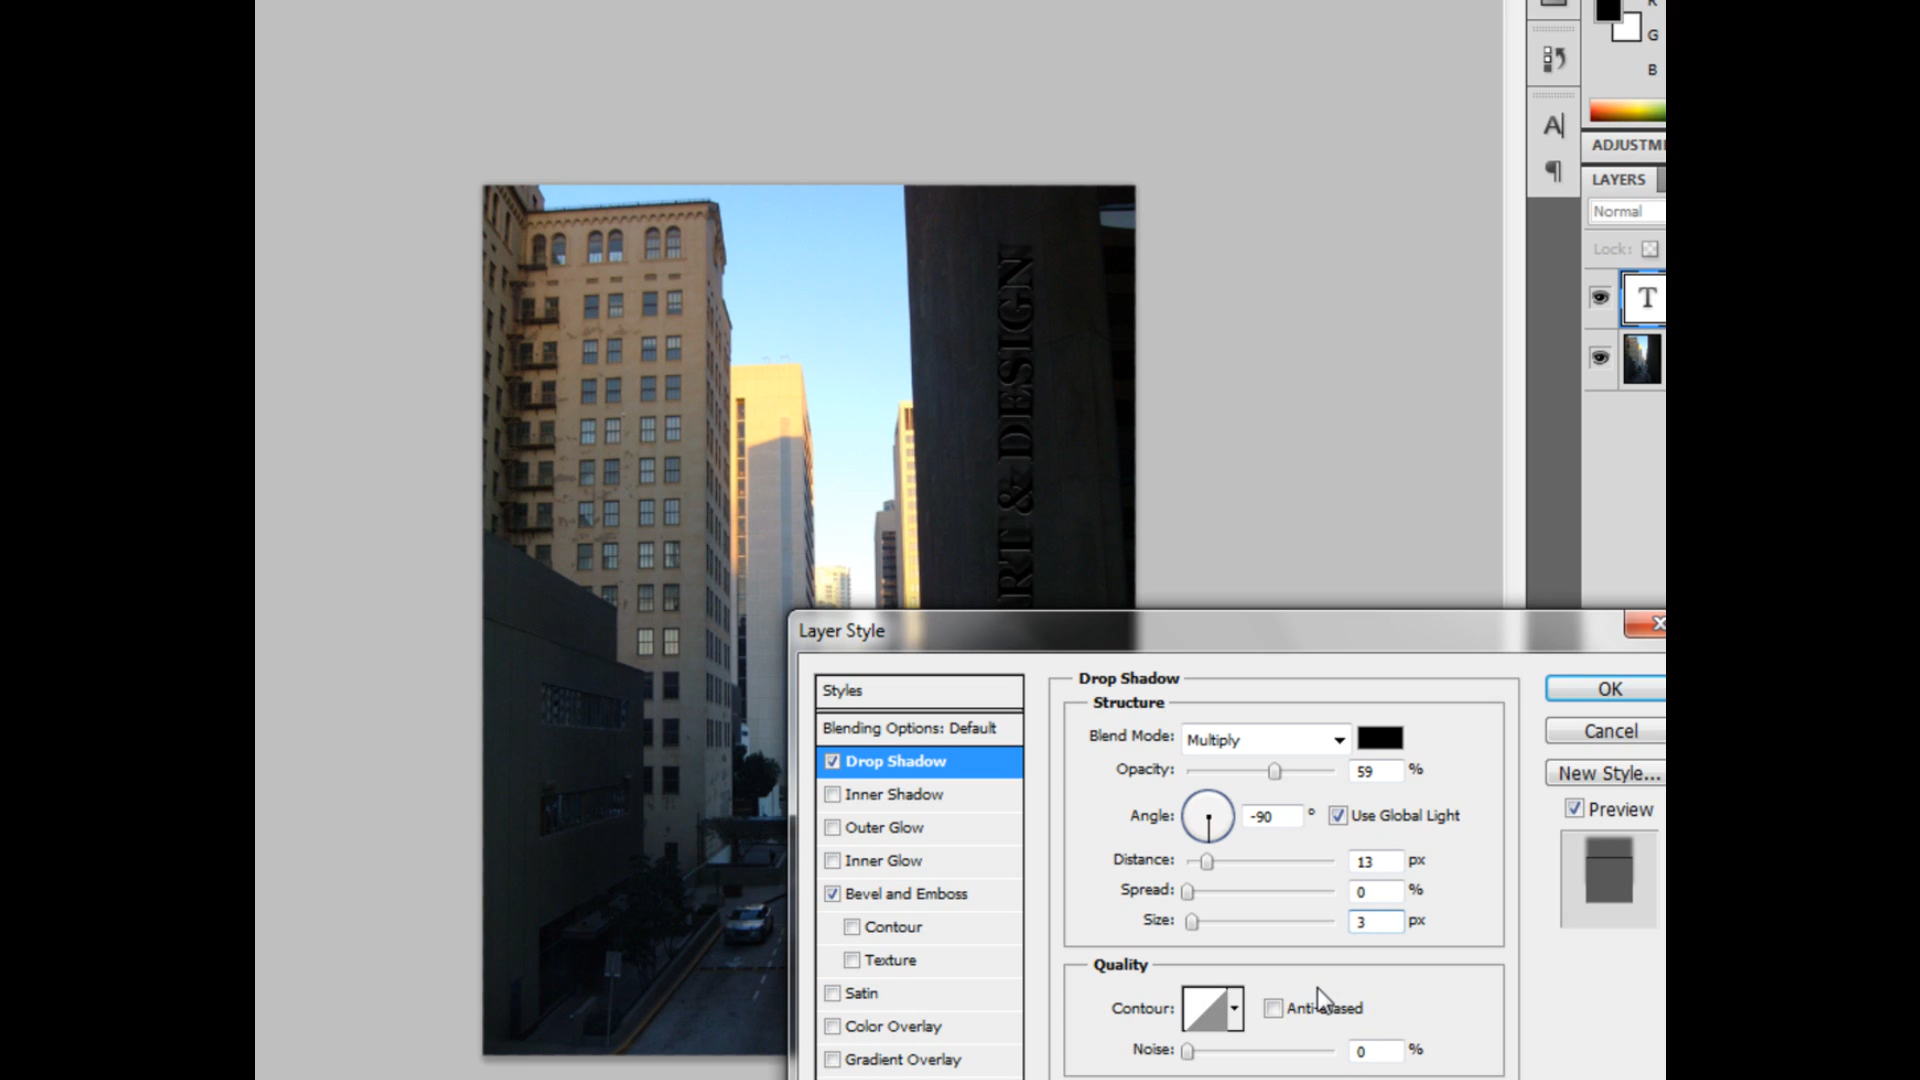 R
G
B
A
ADJUSTM
LAYERS
Normal
Lock:
T
RT & DESIGN
Layer Style
Styles
Blending Options: Default
Drop Shadow
Inner Shadow
Outer Glow
Inner Glow
Bevel and Emboss
Contour
Texture
Satin
Color Overlay
Gradient Overlay
Drop Shadow
Structure
Blend Mode: Multiply
Opacity: 59 %
Angle: -90 ° Use Global Light
Distance: 13 px
Spread: 0 %
Size: 3 px
Quality
Contour:
Noise: 0 %
OK
Cancel
New Style...
Preview